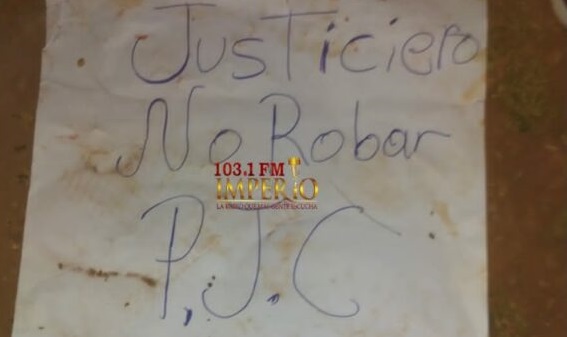 Justiciero
No Robar
103.1 FM
IMPERIO
P.J.C